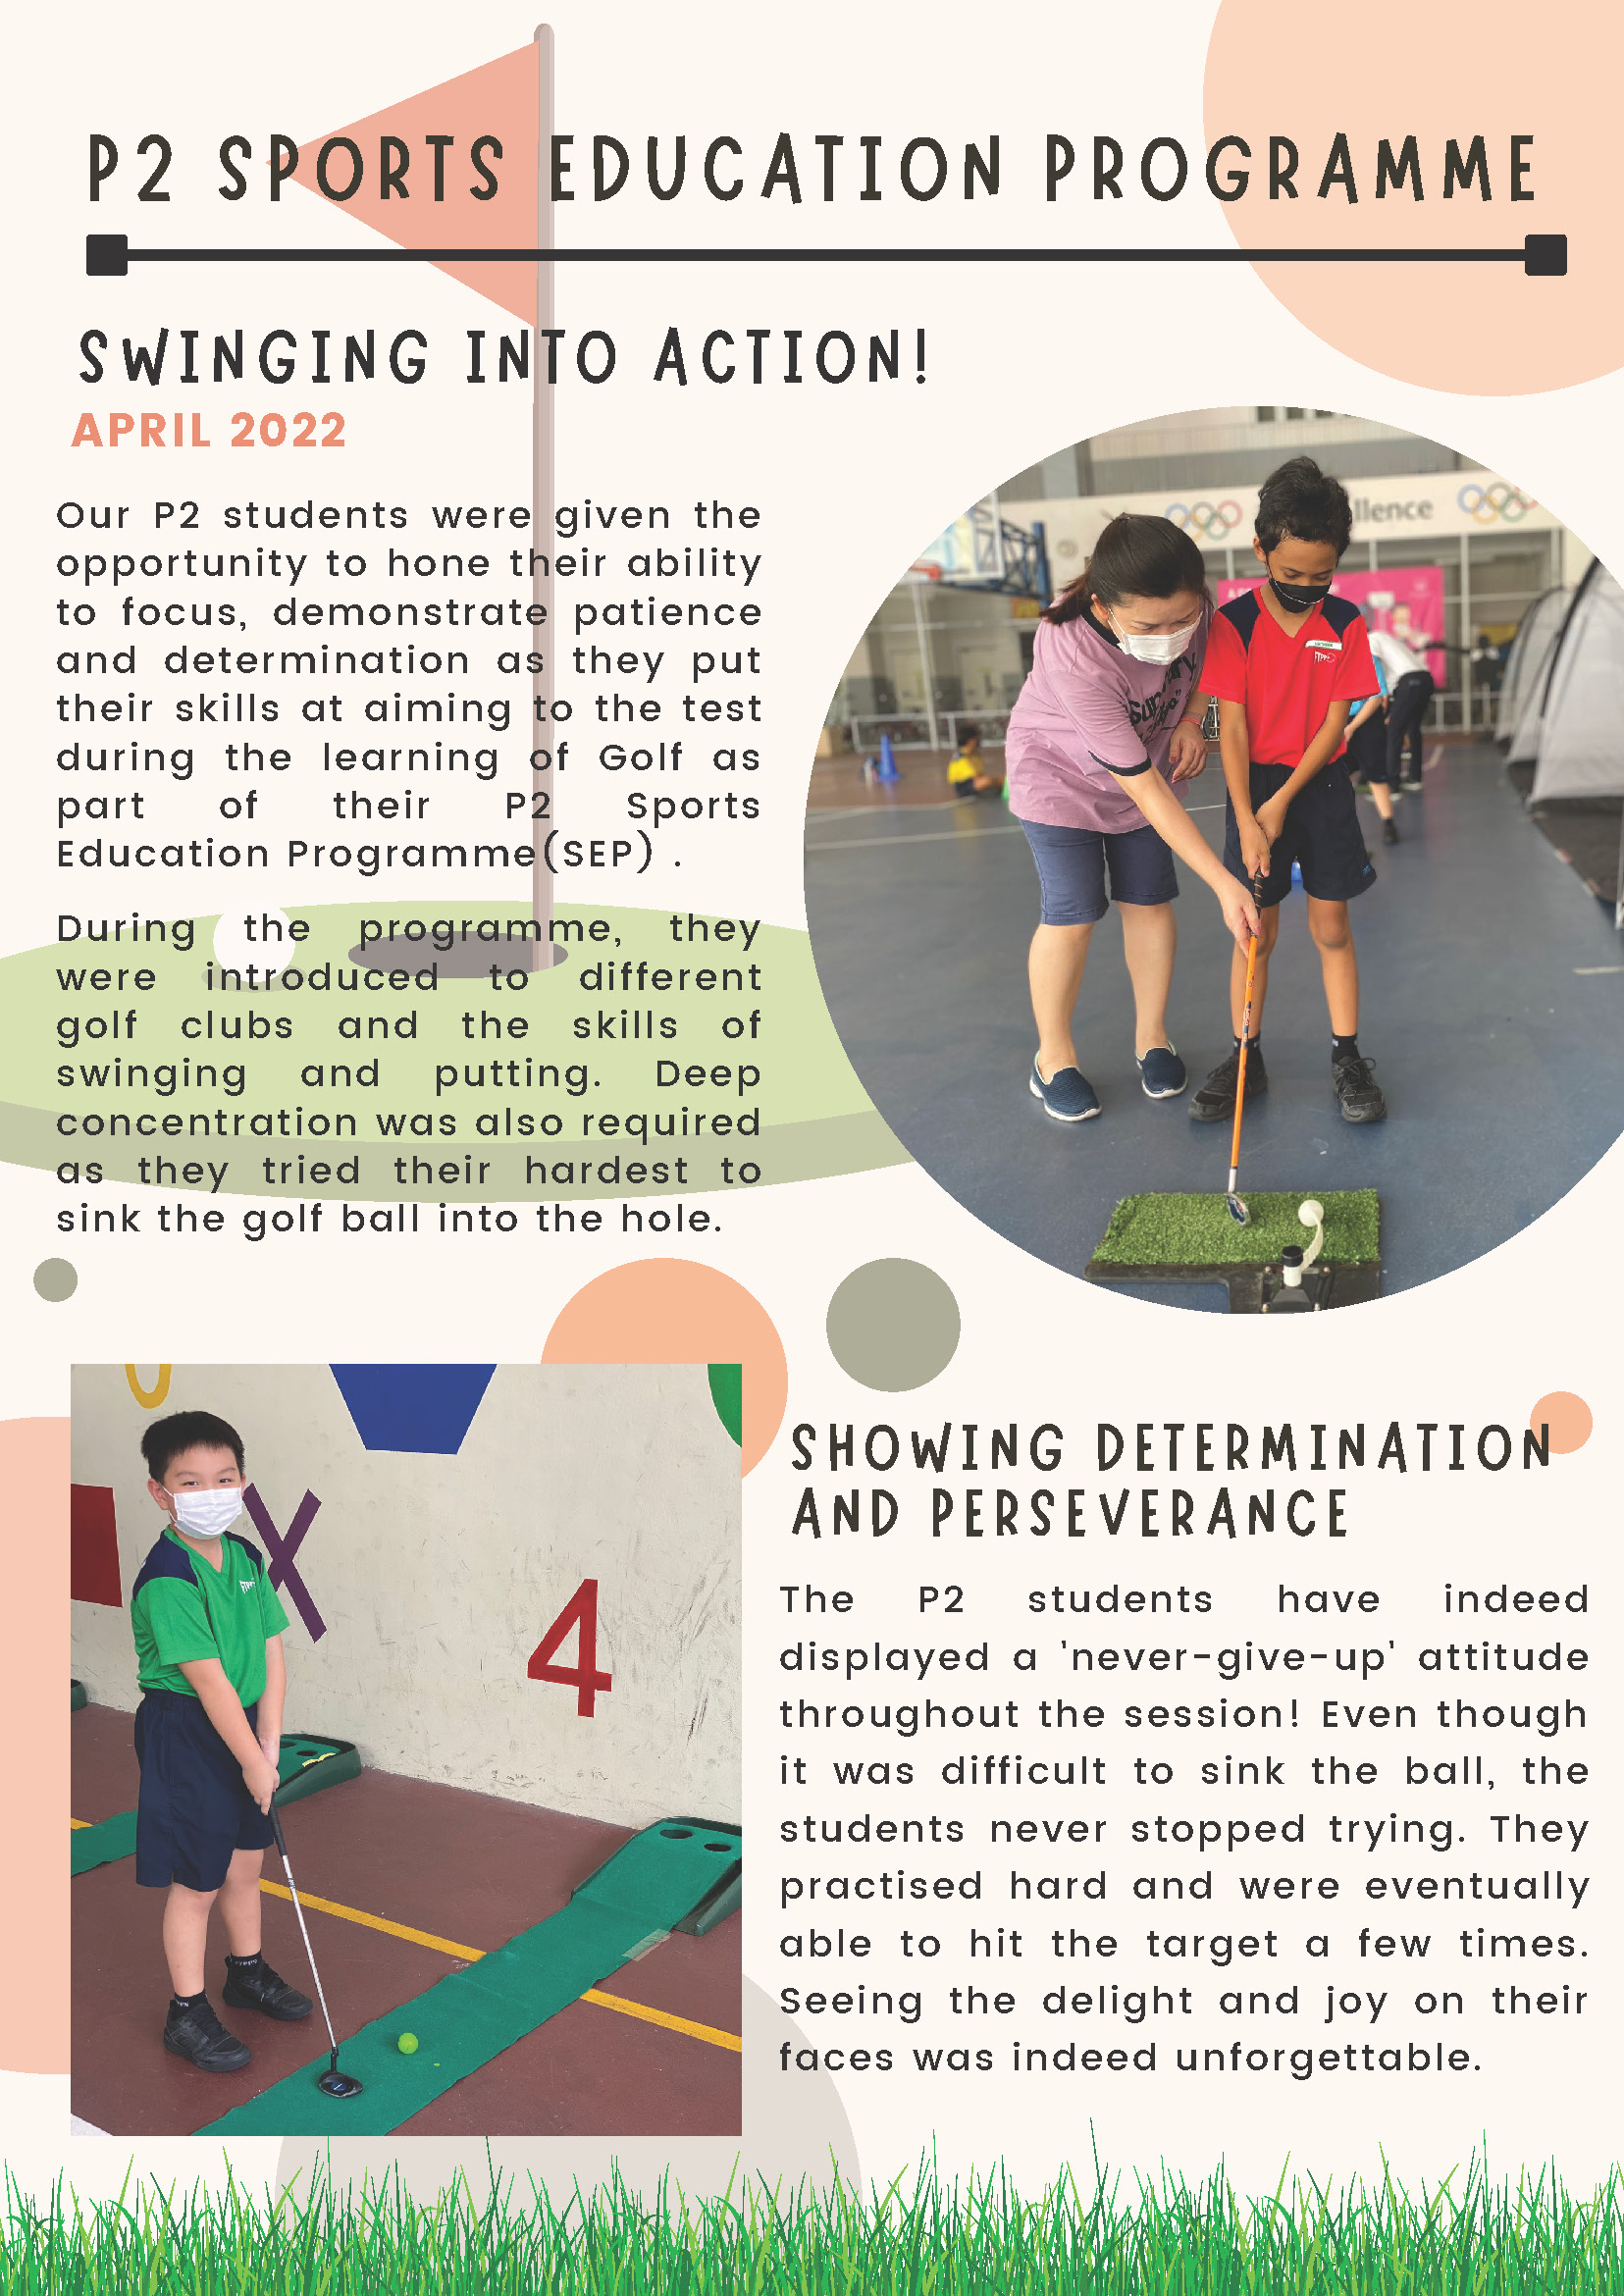 P2 SPORTS EDUCATION PROGRAMME
SWINGING INTO ACTION!
APRIL 2022
Our P2 students were given the
opportunity to hone their ability
to focus, demonstrate patience
and determination as they put
their skills at aiming to the test
during the learning of Golf as
part of their P2 Sports
Education Programme(SEP) .
During the programme, they
were introduced to different
golf clubs and the skills of
swinging and putting. Deep
concentration was also required
as they tried their hardest to
sink the golf ball into the hole.
llence
X
4
SHOWING DETERMINATION
AND PERSEVERANCE
The P2 students have indeed
displayed a 'never-give-up' attitude
throughout the session! Even though
it was difficult to sink the ball, the
students never stopped trying. They
practised hard and were eventually
able to hit the target a few times.
Seeing the delight and joy on their
faces was indeed unforgettable.